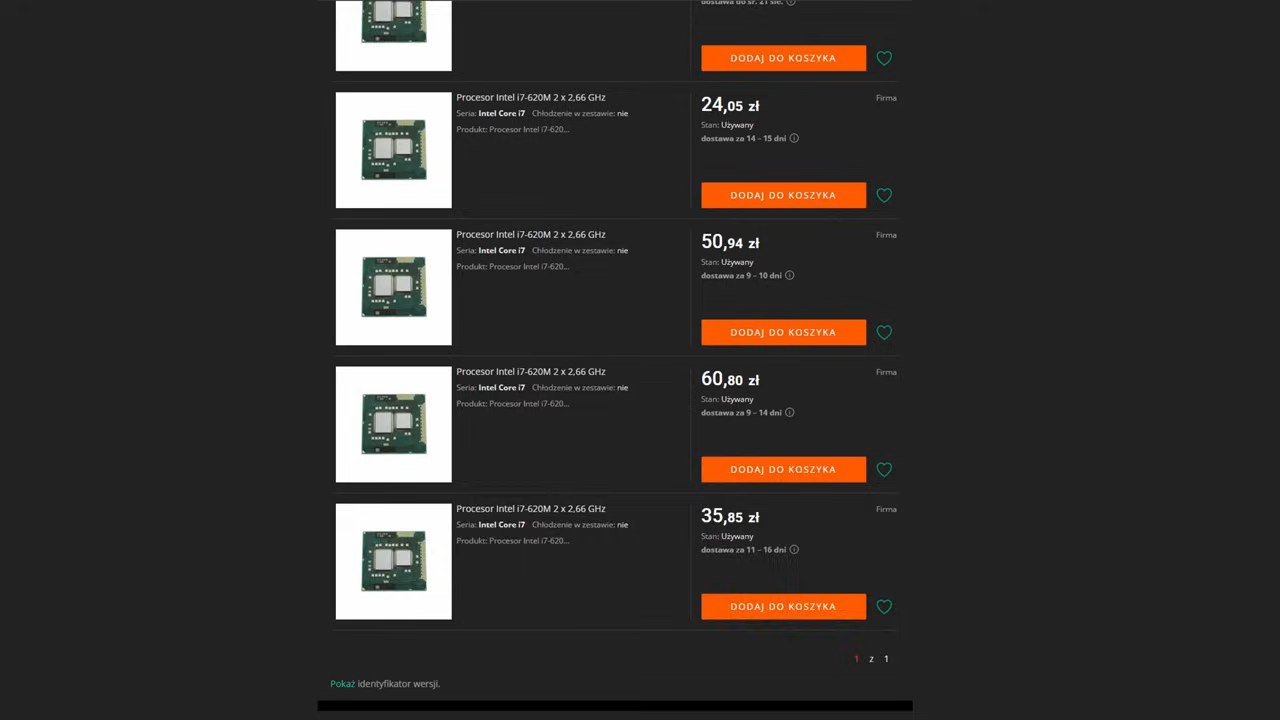 dostawa do śr. 21 sie.
DODAJ DO KOSZYKA
Procesor Intel i7-620M 2 x 2,66 GHz
Seria: Intel Core i7 Chłodzenie w zestawie: nie
Produkt: Procesor Intel i7-620...
24,05 zł
Firma
Stan: Używany
dostawa za 14 – 15 dni
DODAJ DO KOSZYKA
Procesor Intel i7-620M 2 x 2,66 GHz
Seria: Intel Core i7 Chłodzenie w zestawie: nie
Produkt: Procesor Intel i7-620...
50,94 zł
Firma
Stan: Używany
dostawa za 9 – 10 dni
DODAJ DO KOSZYKA
Procesor Intel i7-620M 2 x 2,66 GHz
Seria: Intel Core i7 Chłodzenie w zestawie: nie
Produkt: Procesor Intel i7-620...
60,80 zł
Firma
Stan: Używany
dostawa za 9 – 14 dni
DODAJ DO KOSZYKA
Procesor Intel i7-620M 2 x 2,66 GHz
Seria: Intel Core i7 Chłodzenie w zestawie: nie
Produkt: Procesor Intel i7-620...
35,85 zł
Firma
Stan: Używany
dostawa za 11 – 16 dni
DODAJ DO KOSZYKA
1 z 1
Pokaż identyfikator wersji.